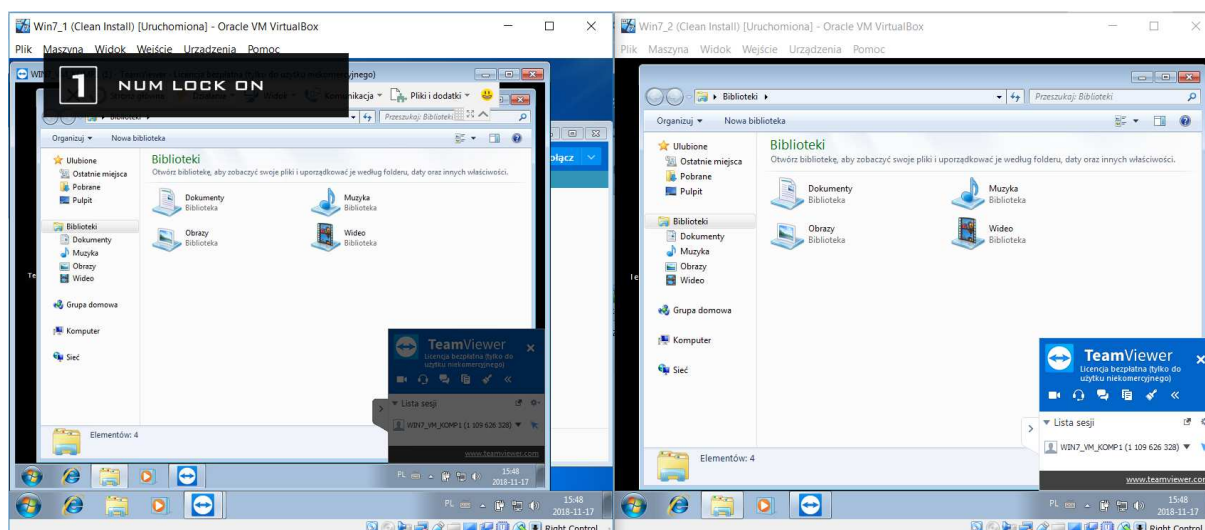 Win7_1 (Clean Install) [Uruchomiona] - Oracle VM VirtualBox
Plik Maszyna Widok Wejście Urządzenia Pomoc
1 NUM LOCK ON
Pliki i dodatki
Przeszukaj: Biblioteki
Organizuj Nowa biblioteka
Ulubione
Ostatnie miejsca
Pobrane
Pulpit
Biblioteki
Dokumenty
Muzyka
Obrazy
Wideo
Grupa domowa
Komputer
Sieć
Biblioteki
Otwórz bibliotekę, aby zobaczyć swoje pliki i uporządkować je według folderu, daty oraz innych właściwości.
Dokumenty
Biblioteka
Muzyka
Biblioteka
Obrazy
Biblioteka
Wideo
Biblioteka
TeamViewer
Licencja bezpłatna (tylko do
użytku niekomercyjnego)
Lista sesji
WIN7_VM_KOMP1 (1 109 626 328)
www.teamviewer.com
Elementów: 4
PL 15:48
2018-11-17
PL 15:48
2018-11-17
Right Control
Win7_2 (Clean Install) [Uruchomiona] - Oracle VM VirtualBox
Plik Maszyna Widok Wejście Urządzenia Pomoc
Biblioteki
Przeszukaj: Biblioteki
Organizuj Nowa biblioteka
Ulubione
Ostatnie miejsca
Pobrane
Pulpit
Biblioteki
Dokumenty
Muzyka
Obrazy
Wideo
Grupa domowa
Komputer
Sieć
Biblioteki
Otwórz bibliotekę, aby zobaczyć swoje pliki i uporządkować je według folderu, daty oraz innych właściwości.
Dokumenty
Biblioteka
Muzyka
Biblioteka
Obrazy
Biblioteka
Wideo
Biblioteka
TeamViewer
Licencja bezpłatna (tylko do
użytku niekomercyjnego)
Lista sesji
WIN7_VM_KOMP1 (1 109 626 328)
www.teamviewer.com
Elementów: 4
PL 15:48
2018-11-17
Right Control